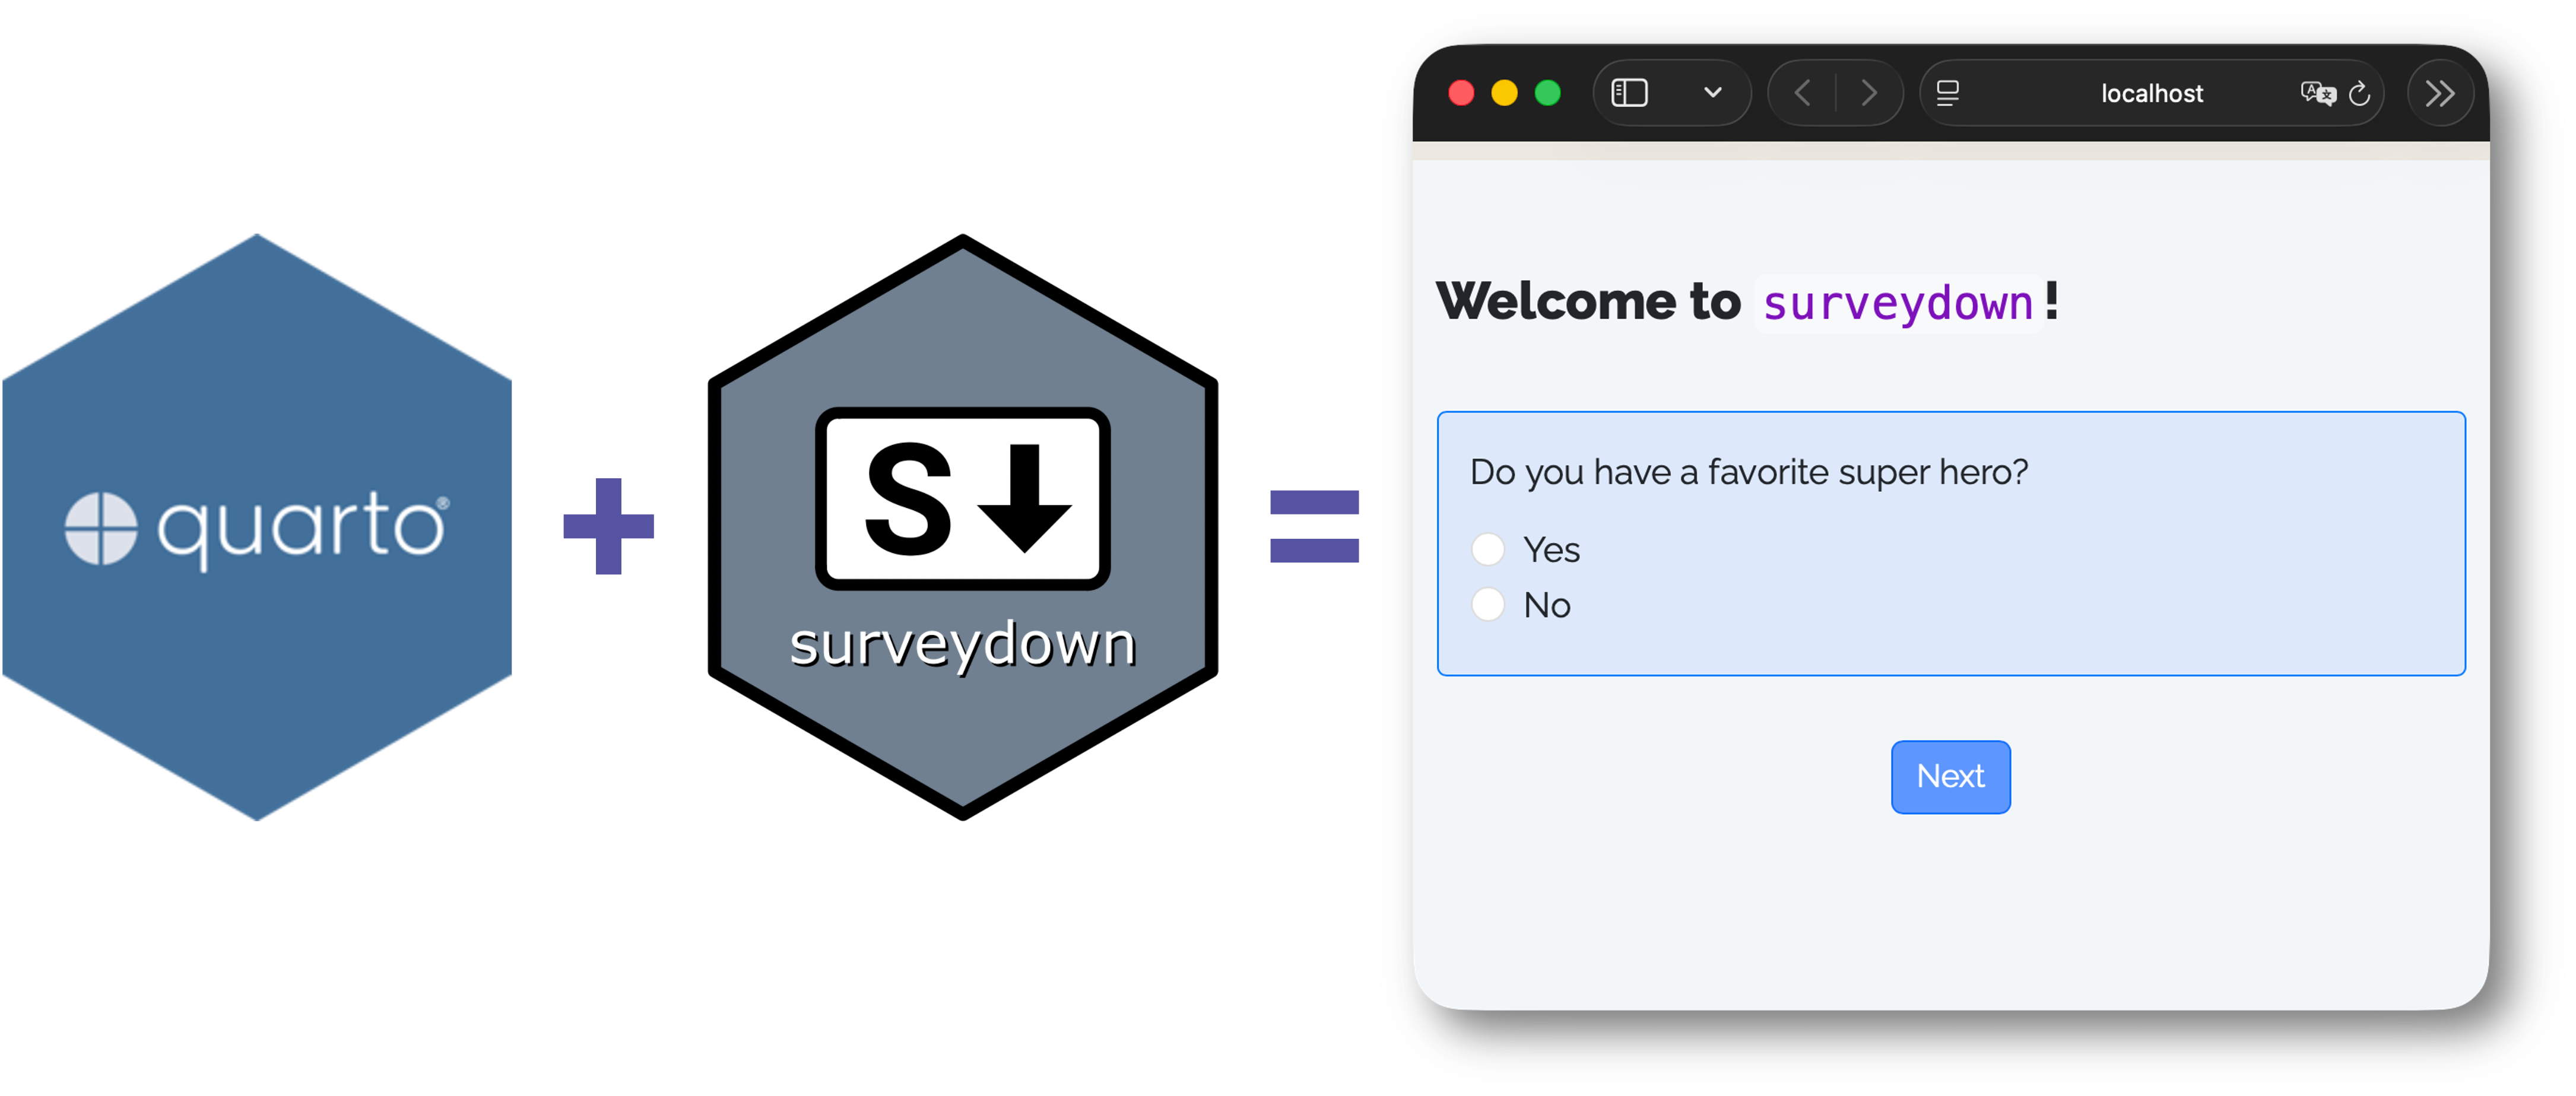 quarto®
+
S
surveydown
=
localhost
Welcome to surveydown!
Do you have a favorite super hero?
Yes
No
Next